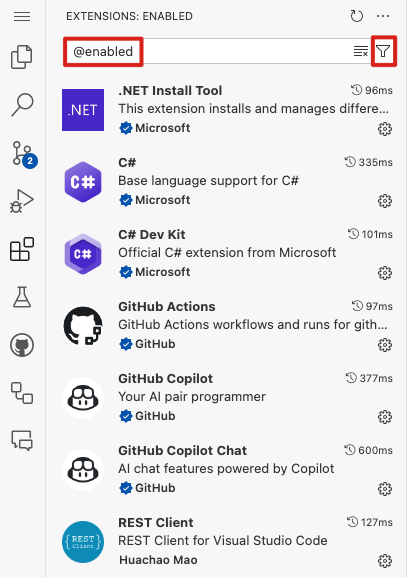 EXTENSIONS: ENABLED
@enabled
.NET
.NET Install Tool 96ms
This extension installs and manages differe...
Microsoft
2
C#
C# 335ms
Base language support for C#
Microsoft
C#
C# Dev Kit 101ms
Official C# extension from Microsoft
Microsoft
GitHub Actions 97ms
GitHub Actions workflows and runs for gith...
GitHub
GitHub Copilot 377ms
Your AI pair programmer
GitHub
GitHub Copilot Chat 600ms
AI chat features powered by Copilot
GitHub
{REST}
Client
REST Client 127ms
REST Client for Visual Studio Code
Huachao Mao